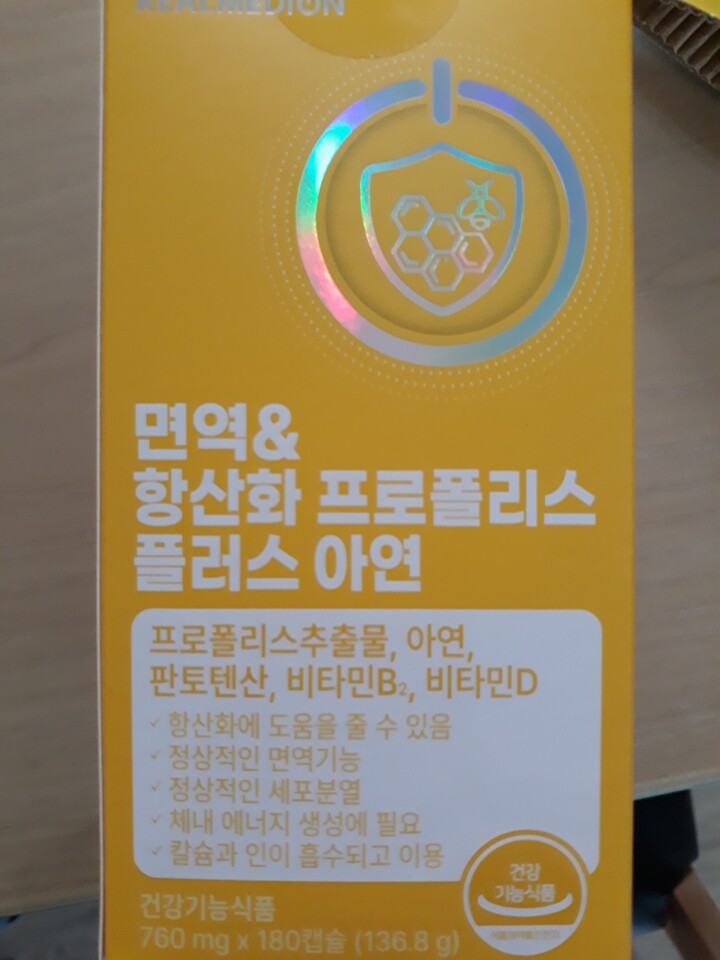 REALMEDION
면역&
항산화 프로폴리스
플러스 아연
프로폴리스추출물, 아연,
판토텐산, 비타민B₂, 비타민D
✓ 항산화에 도움을 줄 수 있음
✓ 정상적인 면역기능
✓ 정상적인 세포분열
✓ 체내 에너지 생성에 필요
✓ 칼슘과 인이 흡수되고 이용
건강
기능식품
건강기능식품
760 mg x 180캡슐 (136.8 g)